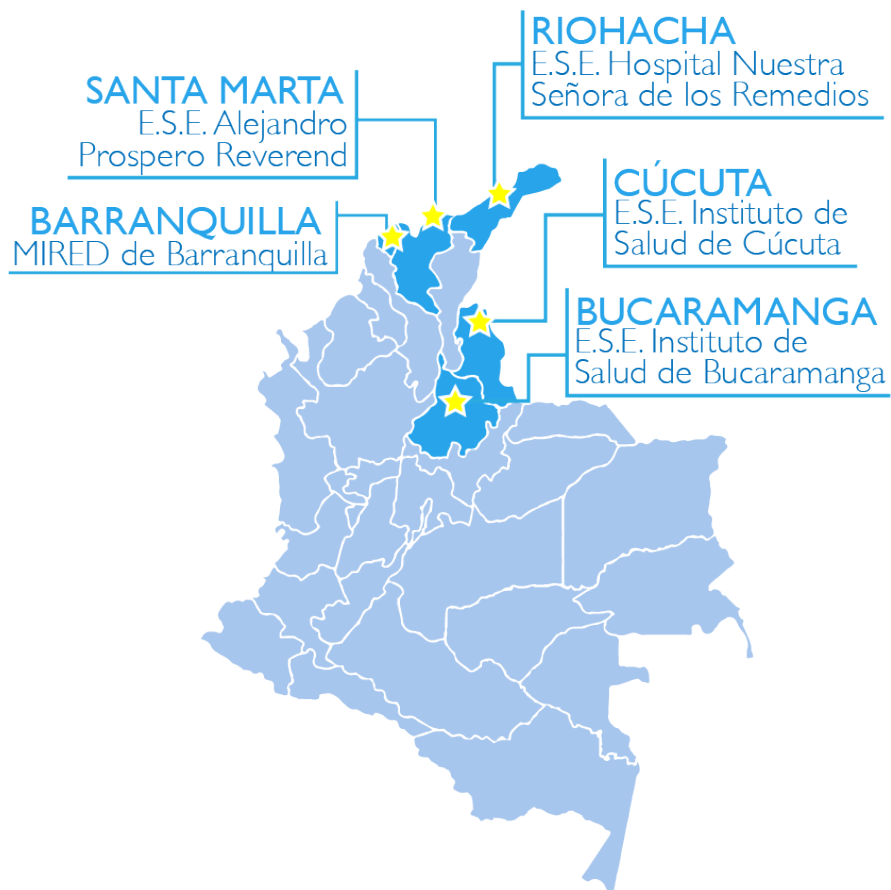 RIOHACHA
E.S.E. Hospital Nuestra
Señora de los Remedios
SANTA MARTA
E.S.E. Alejandro
Prospero Reverend
CÚCUTA
E.S.E. Instituto de
Salud de Cúcuta
BARRANQUILLA
MIRED de Barranquilla
BUCARAMANGA
E.S.E. Instituto de
Salud de Bucaramanga